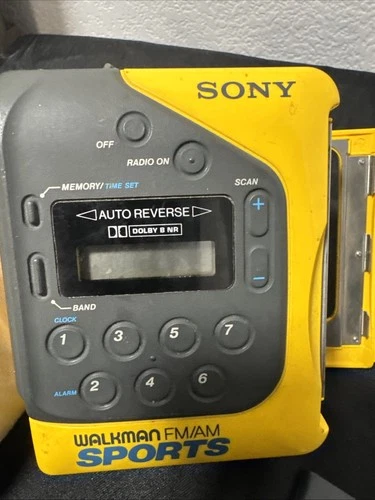 SONY
OFF
RADIO ON
MEMORY/TIME SET
SCAN
AUTO REVERSE
DOLBY B NR
+
−
BAND
CLOCK
1 3 5 7
ALARM 2 4 6
WALKMAN FM/AM
SPORTS